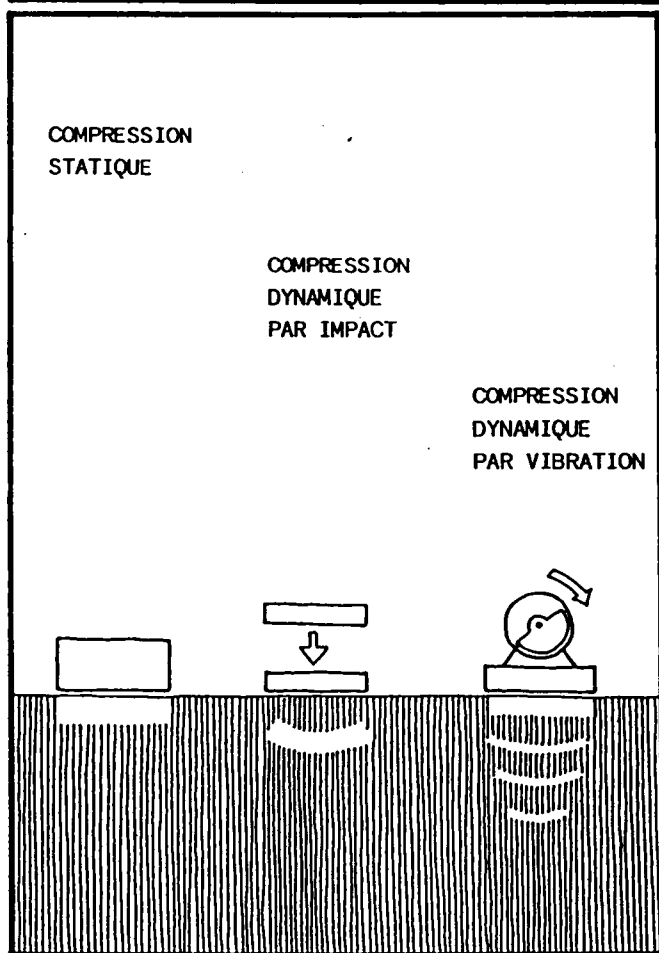 COMPRESSION
STATIQUE
COMPRESSION
DYNAMIQUE
PAR IMPACT
COMPRESSION
DYNAMIQUE
PAR VIBRATION